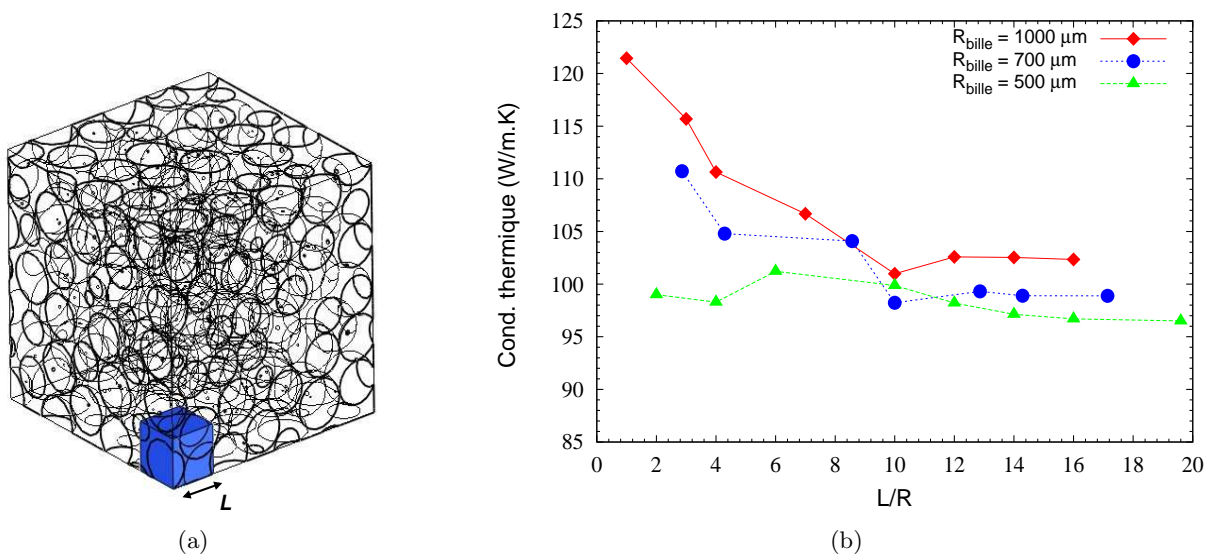 L
(a)
R_bille = 1000 µm
R_bille = 700 µm
R_bille = 500 µm
Cond. thermique (W/m.K)
125
120
115
110
105
100
95
90
85
0 2 4 6 8 10 12 14 16 18 20
L/R
(b)